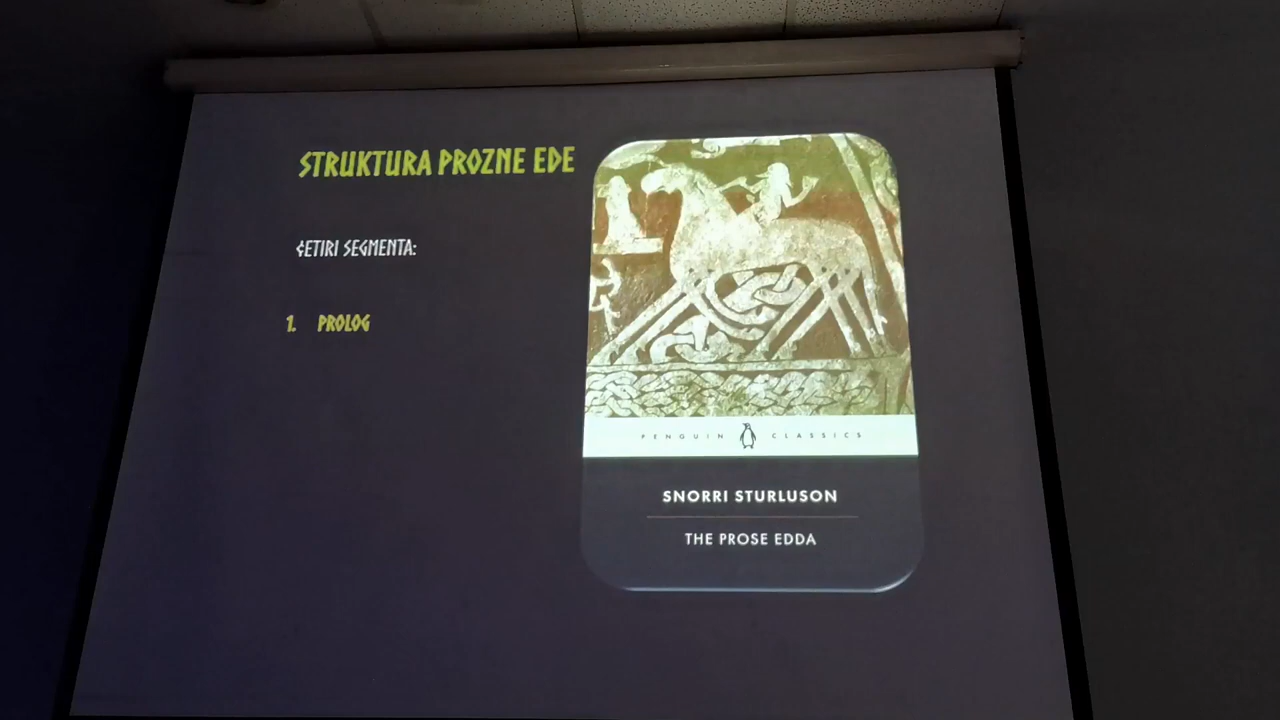 STRUKTURA PROZNE EDE
ČETIRI SEGMENTA:
1. PROLOG
PENGUIN CLASSICS
SNORRI STURLUSON
THE PROSE EDDA